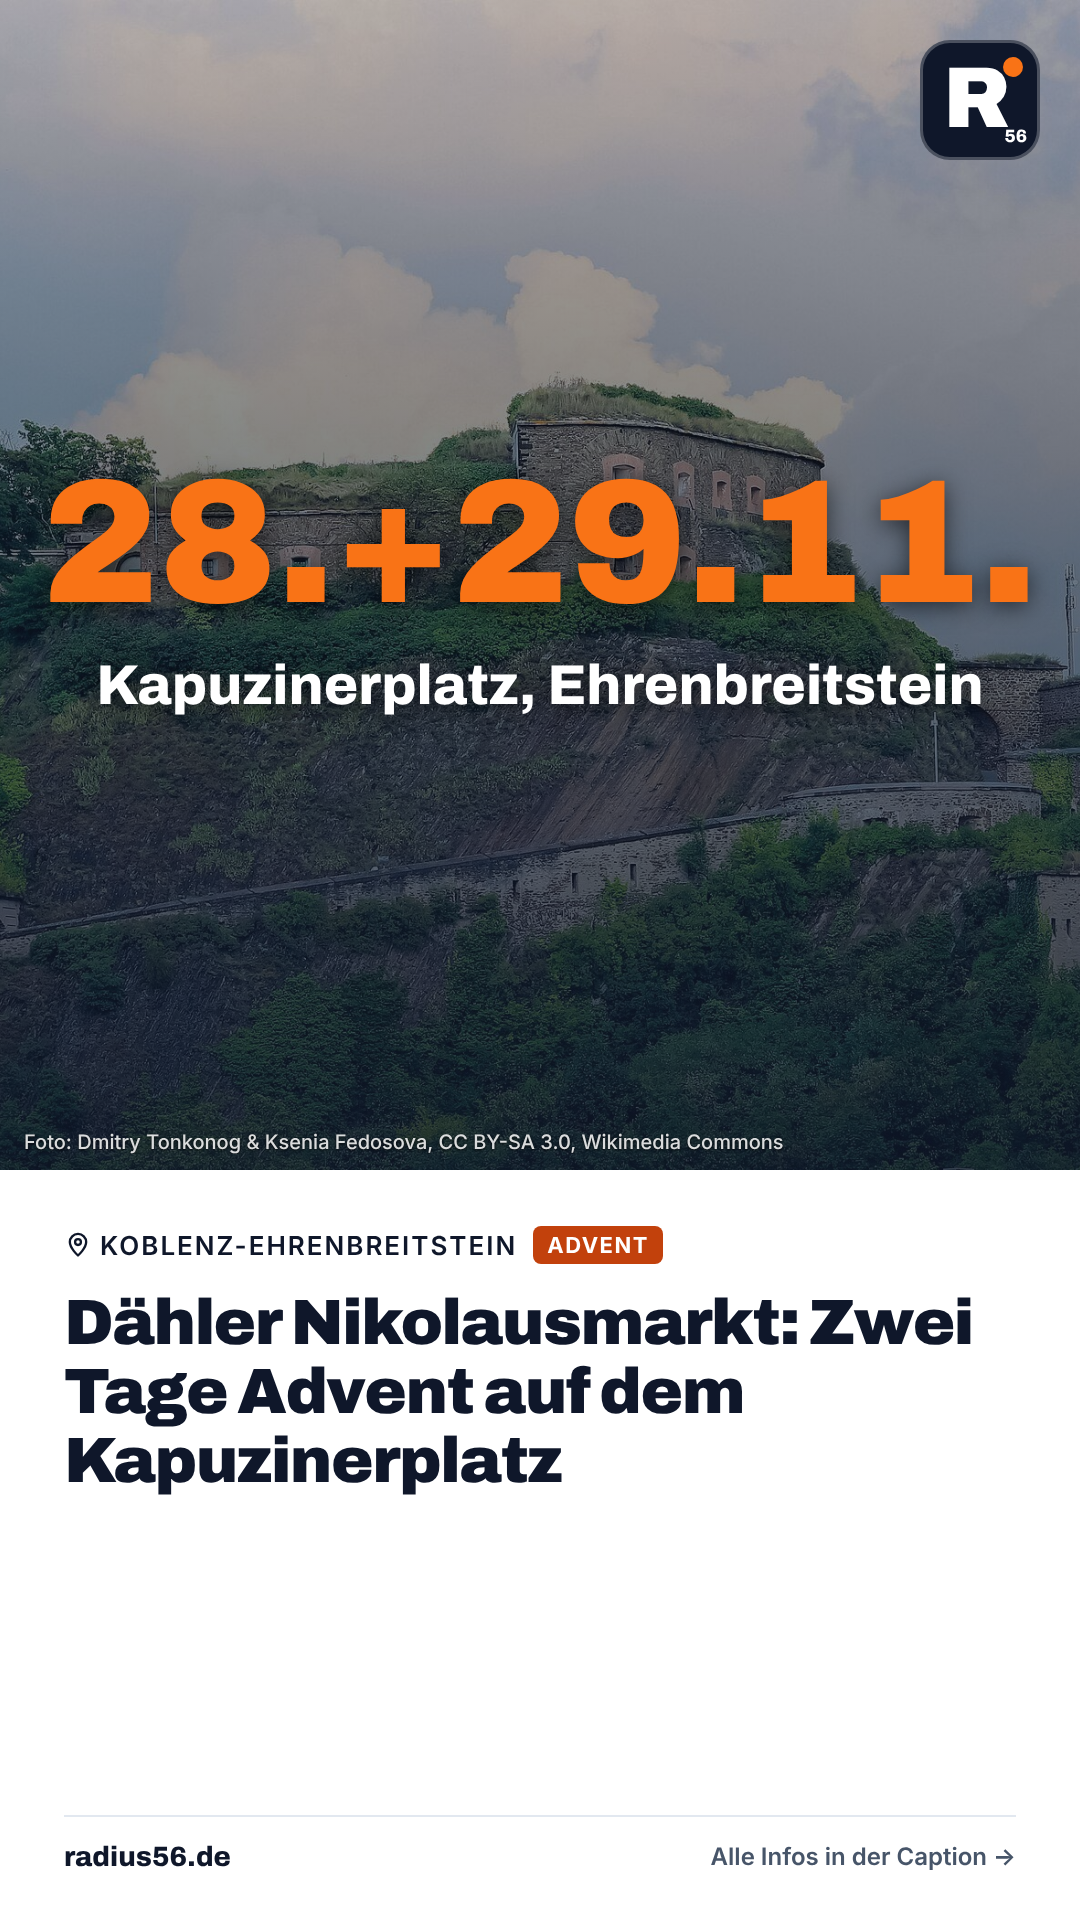 R
56
28.+29.11.
Kapuzinerplatz, Ehrenbreitstein
Foto: Dmitry Tonkonog & Ksenia Fedosova, CC BY-SA 3.0, Wikimedia Commons
KOBLENZ-EHRENBREITSTEIN ADVENT
Dähler Nikolausmarkt: Zwei
Tage Advent auf dem
Kapuzinerplatz
radius56.de
Alle Infos in der Caption →